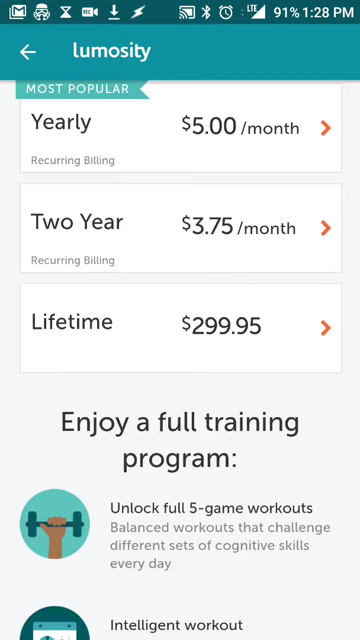 REC LTE 91% 1:28 PM
lumosity
MOST POPULAR
Yearly $5.00 /month
Recurring Billing
Two Year $3.75 /month
Recurring Billing
Lifetime $299.95
Enjoy a full training
program:
Unlock full 5-game workouts
Balanced workouts that challenge
different sets of cognitive skills
every day
Intelligent workout